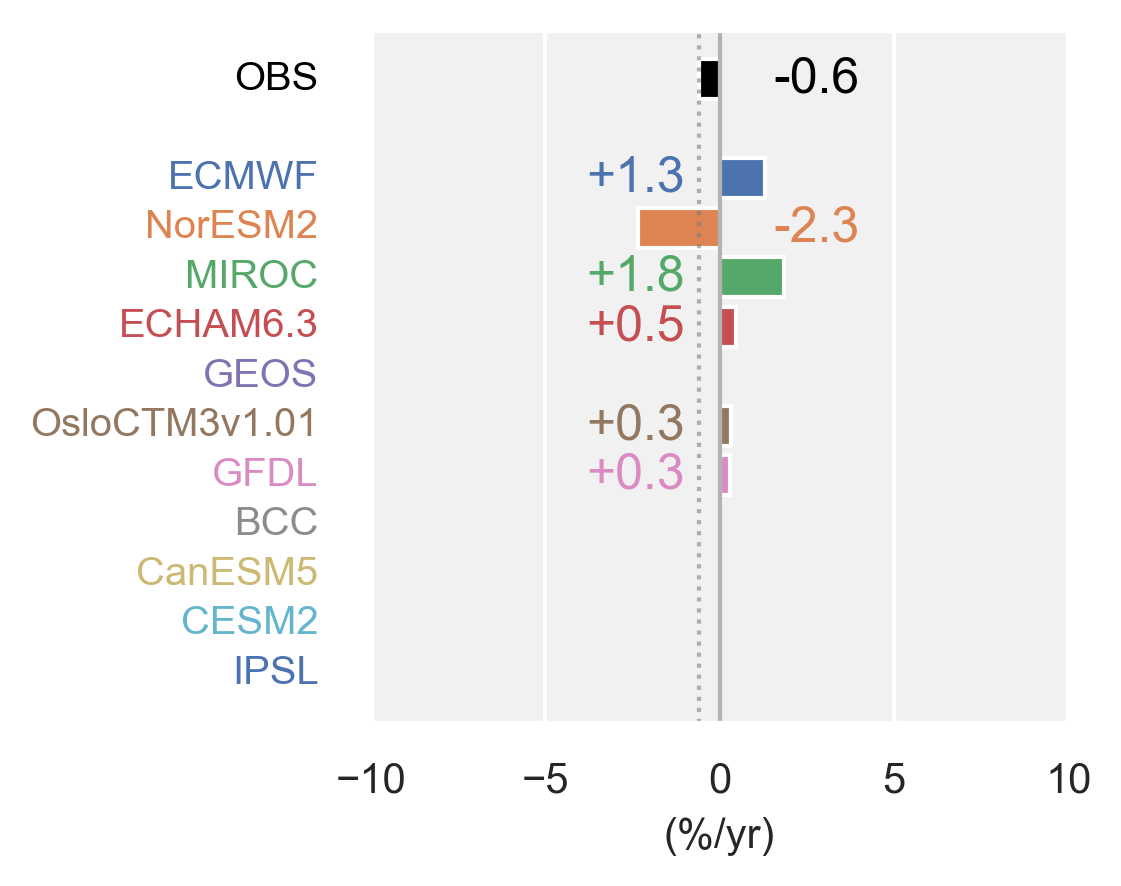 OBS -0.6
ECMWF +1.3
NorESM2 -2.3
MIROC +1.8
ECHAM6.3 +0.5
GEOS
OsloCTM3v1.01 +0.3
GFDL +0.3
BCC
CanESM5
CESM2
IPSL
−10 −5 0 5 10
(%/yr)